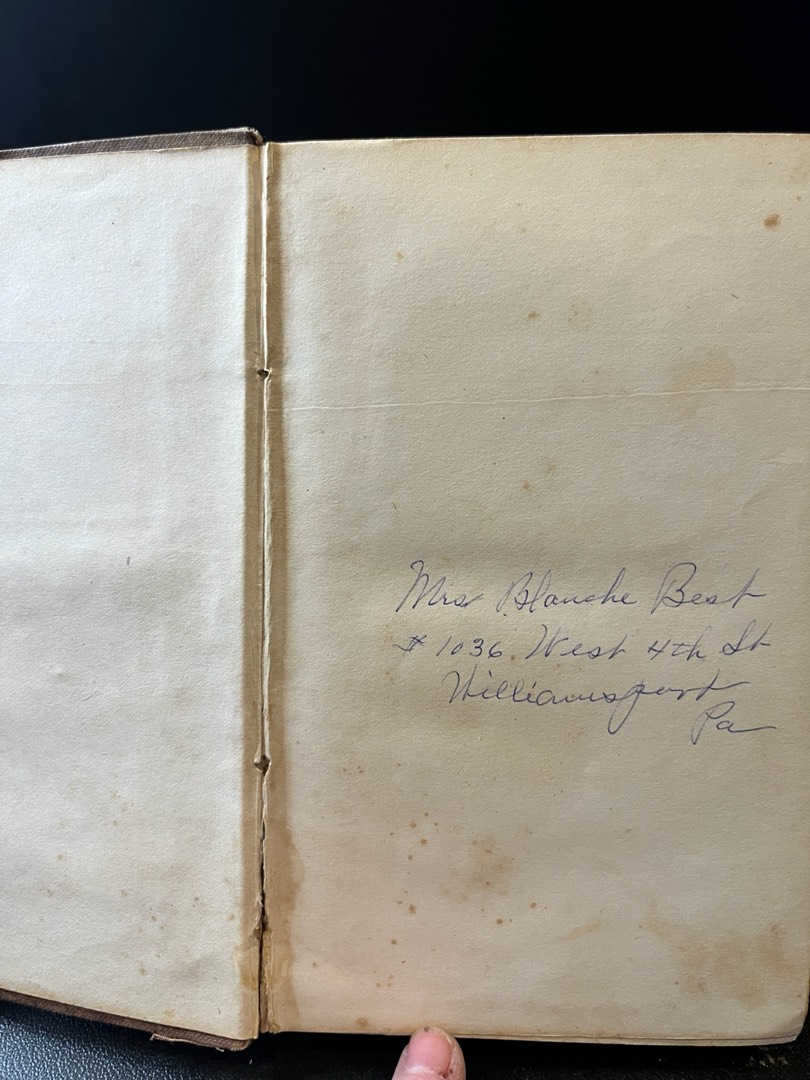 Mrs Blanche Best
# 1036 West 4th St
Williamsport
Pa